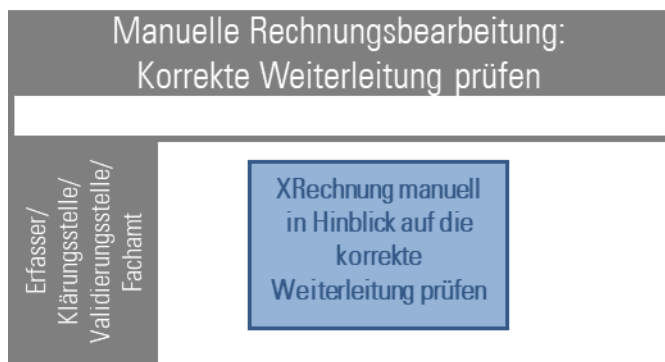 Manuelle Rechnungsbearbeitung:
Korrekte Weiterleitung prüfen
Erfasser/
Klärungsstelle/
Validierungsstelle/
Fachamt
XRechnung manuell
in Hinblick auf die
korrekte
Weiterleitung prüfen